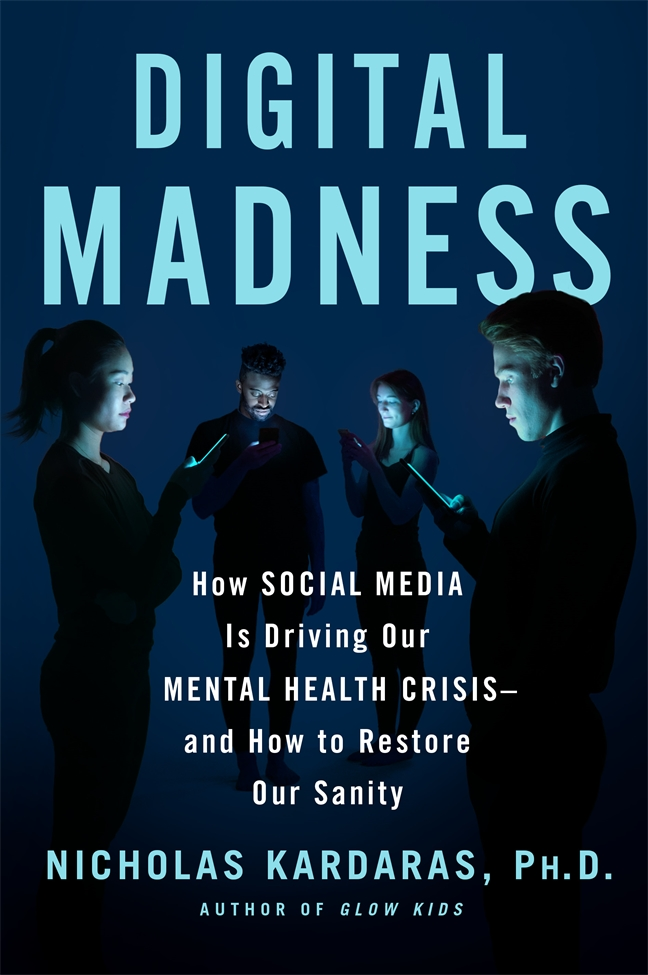 DIGITAL
MADNESS
How SOCIAL MEDIA
Is Driving Our
MENTAL HEALTH CRISIS–
and How to Restore
Our Sanity
NICHOLAS KARDARAS, PH.D.
AUTHOR OF GLOW KIDS